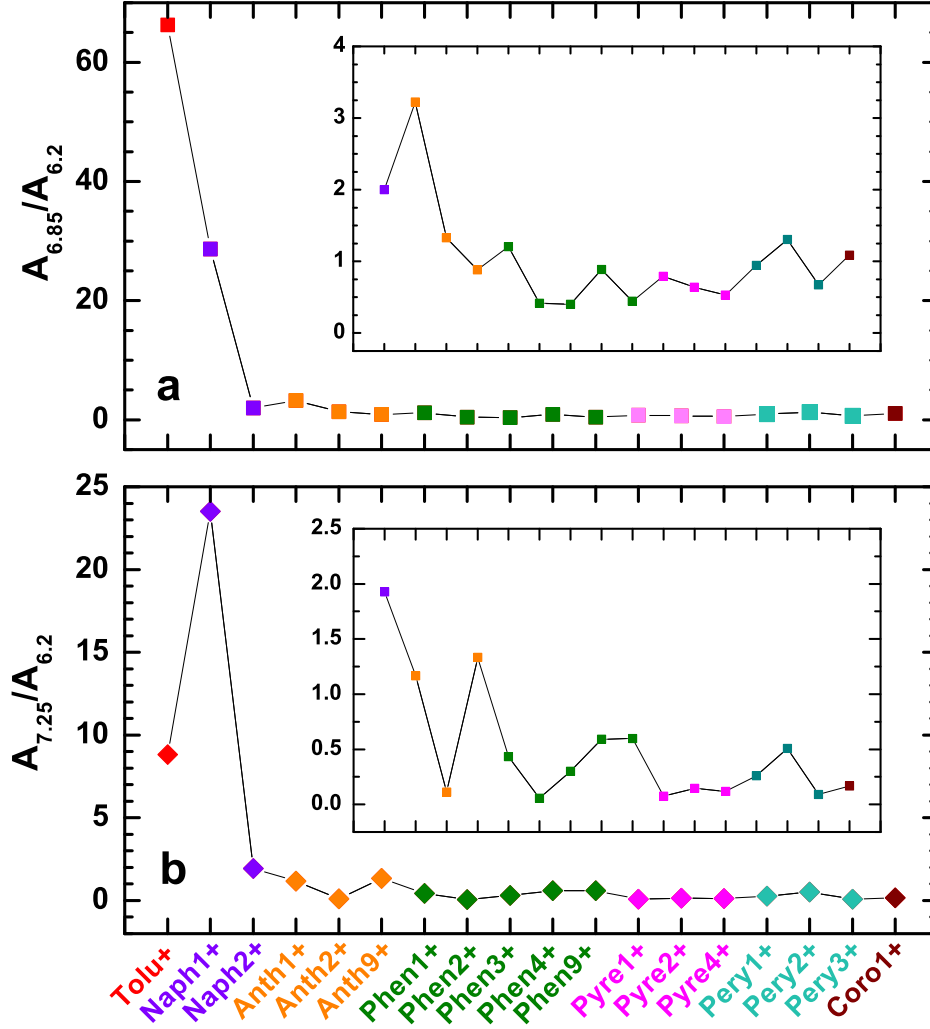 60
40
20
0
A6.85/A6.2
a
4
3
2
1
0
25
20
15
10
5
0
A7.25/A6.2
b
2.5
2.0
1.5
1.0
0.5
0.0
Tolu+
Naph1+
Naph2+
Anth1+
Anth2+
Anth9+
Phen1+
Phen2+
Phen3+
Phen4+
Phen9+
Pyre1+
Pyre2+
Pyre4+
Pery1+
Pery2+
Pery3+
Coro1+